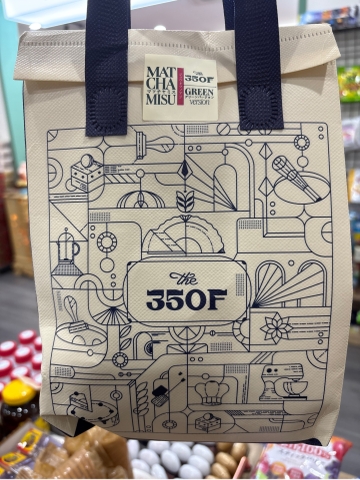 MAT
CHA
MISU
the
350F
GREEN
version
the
350F